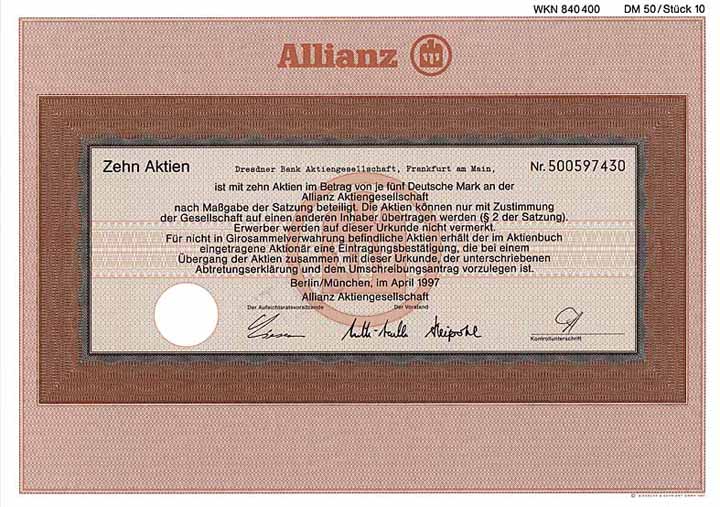 WKN 840 400 DM 50/Stück 10
Allianz
Zehn Aktien Dresdner Bank Aktiengesellschaft, Frankfurt am Main, Nr. 500597430
ist mit zehn Aktien im Betrag von je fünf Deutsche Mark an der
Allianz Aktiengesellschaft
nach Maßgabe der Satzung beteiligt. Die Aktien können nur mit Zustimmung
der Gesellschaft auf einen anderen Inhaber übertragen werden (§ 2 der Satzung).
Erwerber werden auf dieser Urkunde nicht vermerkt.
Für nicht in Girosammelverwahrung befindliche Aktien erhält der im Aktienbuch
eingetragene Aktionär eine Eintragungsbestätigung, die bei einem
Übergang der Aktien zusammen mit dieser Urkunde, der unterschriebenen
Abtretungserklärung und dem Umschreibungsantrag vorzulegen ist.
Berlin/München, im April 1997
Allianz Aktiengesellschaft
Der Aufsichtsratsvorsitzende Der Vorstand
Kontrollunterschrift